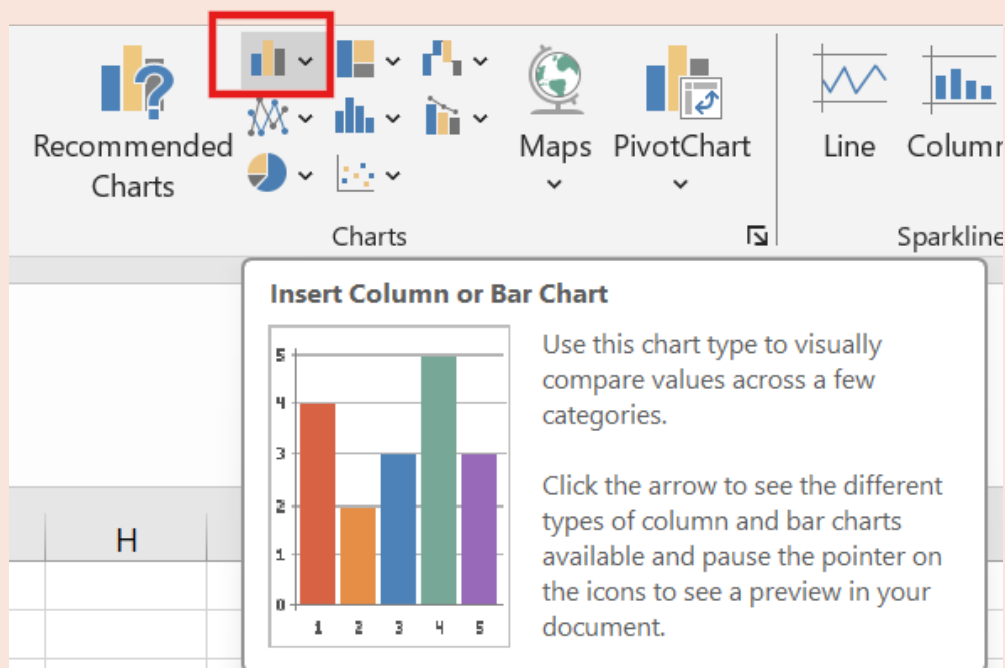 Recommended
Charts
Maps
PivotChart
Line
Column
Charts
Sparkline
Insert Column or Bar Chart
Use this chart type to visually
compare values across a few
categories.
Click the arrow to see the different
types of column and bar charts
available and pause the pointer on
the icons to see a preview in your
document.
5
4
3
2
1
0
1 2 3 4 5
H